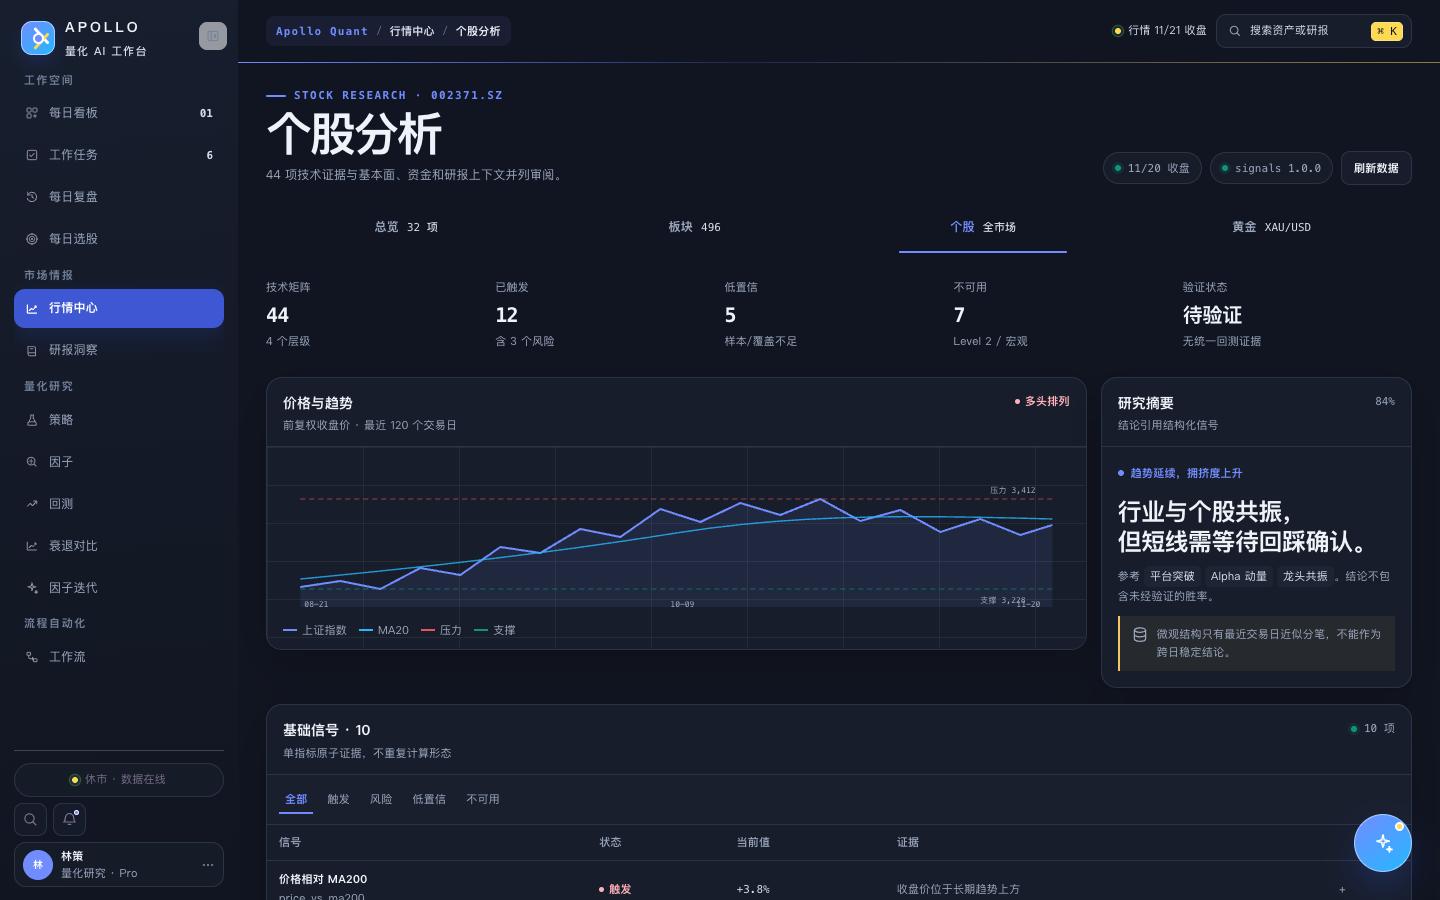 APOLLO
量化 AI 工作台
工作空间
每日看板 01
工作任务 6
每日复盘
每日选股
市场情报
行情中心
研报洞察
量化研究
策略
因子
回测
衰退对比
因子迭代
流程自动化
工作流
休市 · 数据在线
林
林策
量化研究 · Pro
Apollo Quant / 行情中心 / 个股分析
行情 11/21 收盘
搜索资产或研报
⌘ K
STOCK RESEARCH · 002371.SZ
个股分析
44 项技术证据与基本面、资金和研报上下文并列审阅。
11/20 收盘
signals 1.0.0
刷新数据
总览 32 项
板块 496
个股 全市场
黄金 XAU/USD
技术矩阵
44
4 个层级
已触发
12
含 3 个风险
低置信
5
样本/覆盖不足
不可用
7
Level 2 / 宏观
验证状态
待验证
无统一回测证据
价格与趋势
前复权收盘价 · 最近 120 个交易日
多头排列
压力 3,412
支撑 3,228
08-21
10-09
11-20
上证指数
MA20
压力
支撑
研究摘要
84%
结论引用结构化信号
趋势延续，拥挤度上升
行业与个股共振，
但短线需等待回踩确认。
参考 平台突破 Alpha 动量 龙头共振 。结论不包
含未经验证的胜率。
微观结构只有最近交易日近似分笔，不能作为
跨日稳定结论。
基础信号 · 10
单指标原子证据，不重复计算形态
10 项
全部
触发
风险
低置信
不可用
信号
状态
当前值
证据
价格相对 MA200
price_vs_ma200
触发
+3.8%
收盘价位于长期趋势上方
+